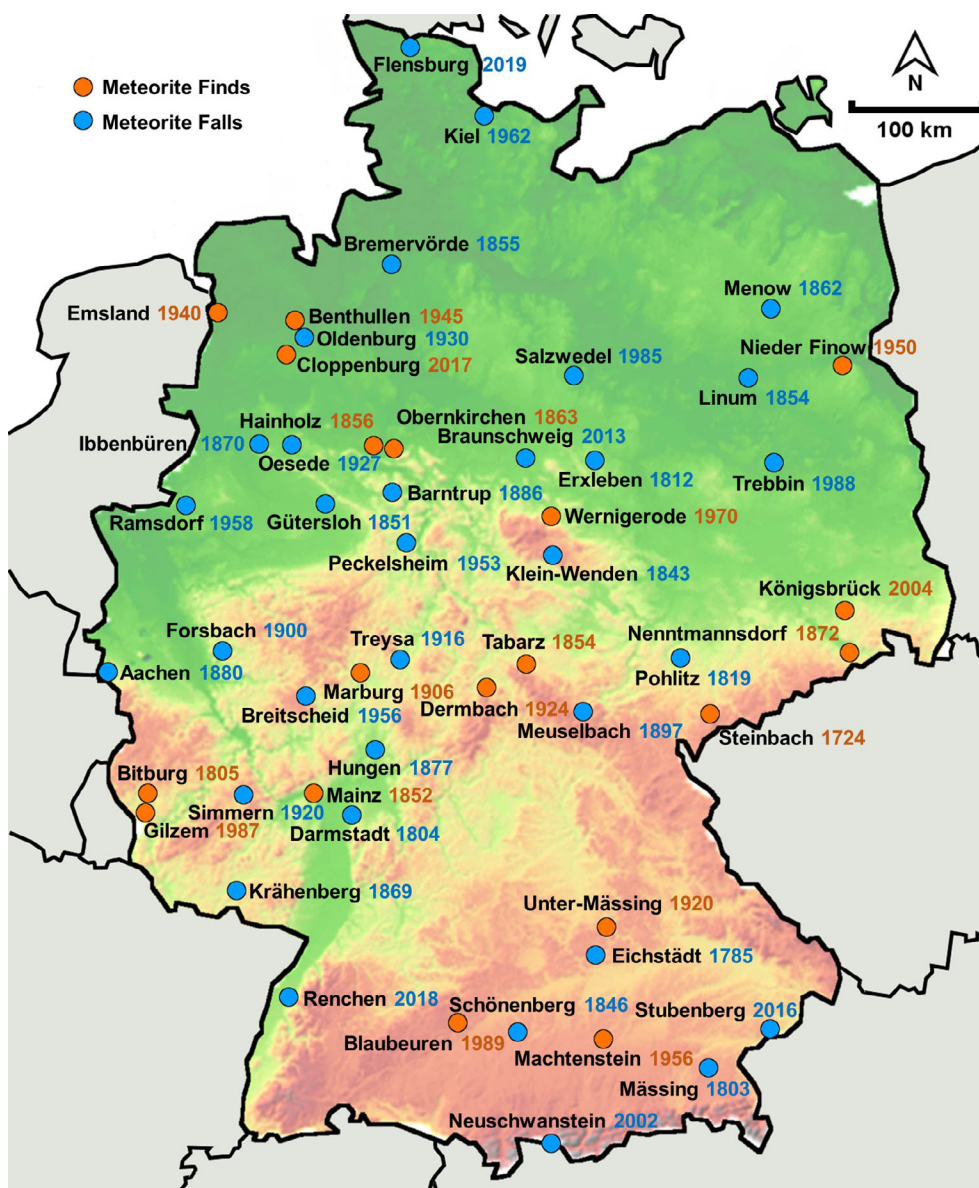 Flensburg 2019
Meteorite Finds
Meteorite Falls
N
100 km
Kiel 1962
Bremervörde 1855
Menow 1862
Emsland 1940
Benthullen 1945
Oldenburg 1930
Cloppenburg 2017
Nieder Finow 1950
Salzwedel 1985
Linum 1854
Hainholz 1856
Obernkirchen 1863
Ibbenbüren 1870
Braunschweig 2013
Oesede 1927
Erxleben 1812
Trebbin 1988
Barntrup 1886
Ramsdorf 1958
Gütersloh 1851
Wernigerode 1970
Peckelsheim 1953
Klein-Wenden 1843
Königsbrück 2004
Forsbach 1900
Treysa 1916
Tabarz 1854
Nenntmannsdorf 1872
Aachen 1880
Pohlitz 1819
Marburg 1906
Dermbach 1924
Breitscheid 1956
Meuselbach 1897
Steinbach 1724
Hungen 1877
Bitburg 1805
Mainz 1852
Simmern 1920
Gilzem 1987
Darmstadt 1804
Krähenberg 1869
Unter-Mässing 1920
Eichstädt 1785
Renchen 2018
Schönenberg 1846
Stubenberg 2016
Blaubeuren 1989
Machtenstein 1956
Mässing 1803
Neuschwanstein 2002